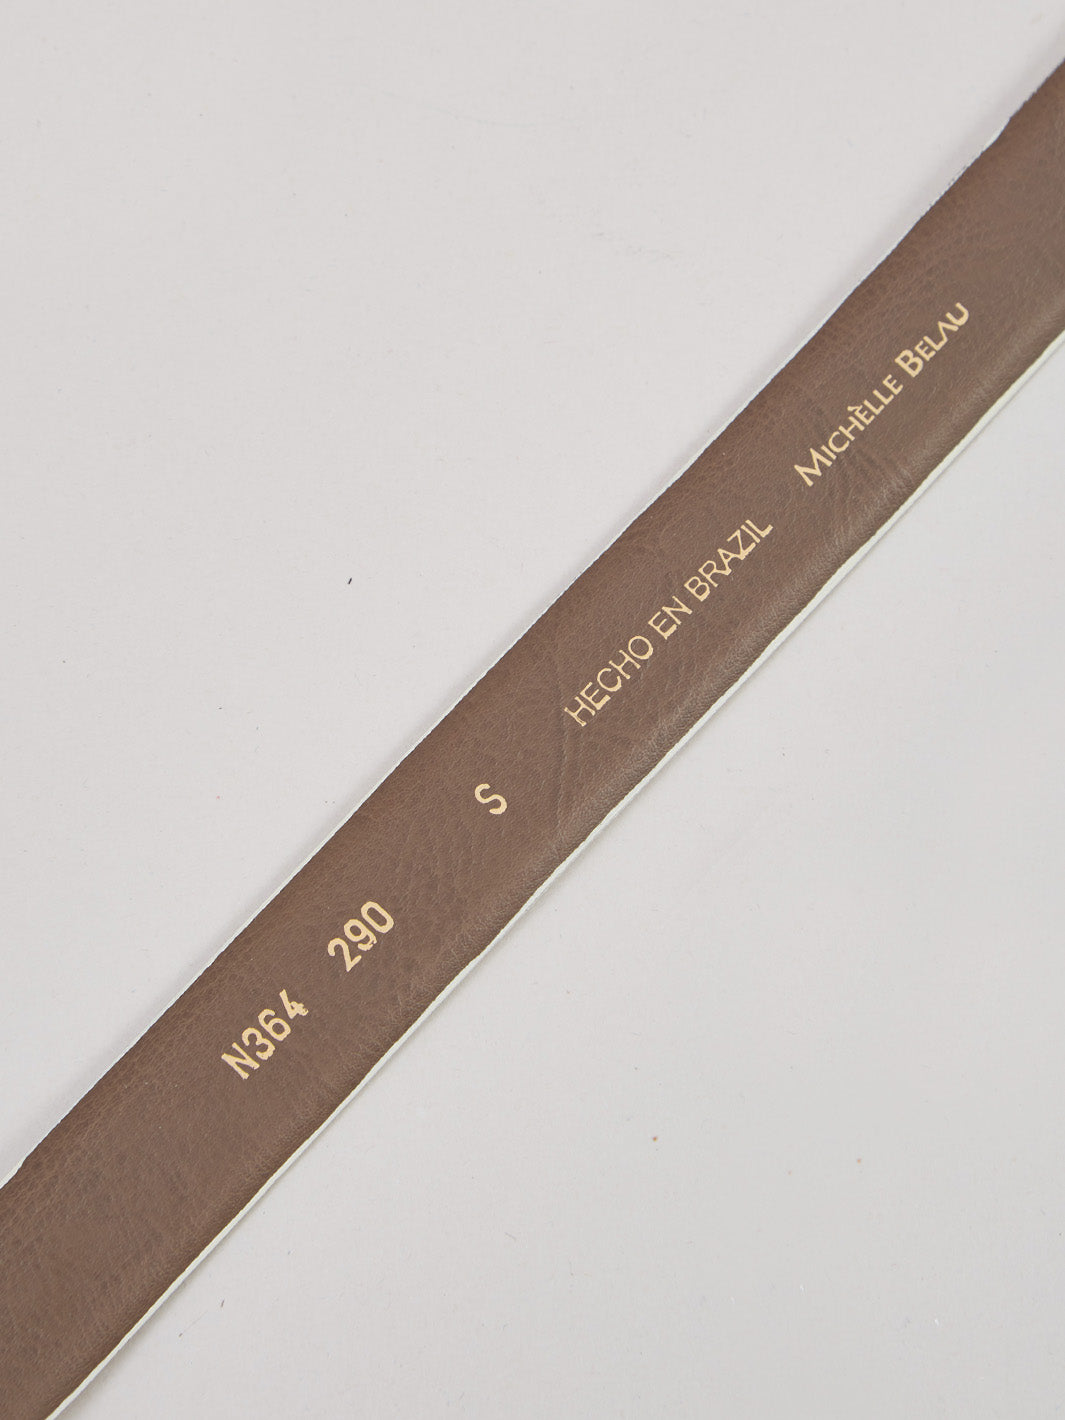 N364 290 S HECHO EN BRAZIL MICHÈLLE BELAU